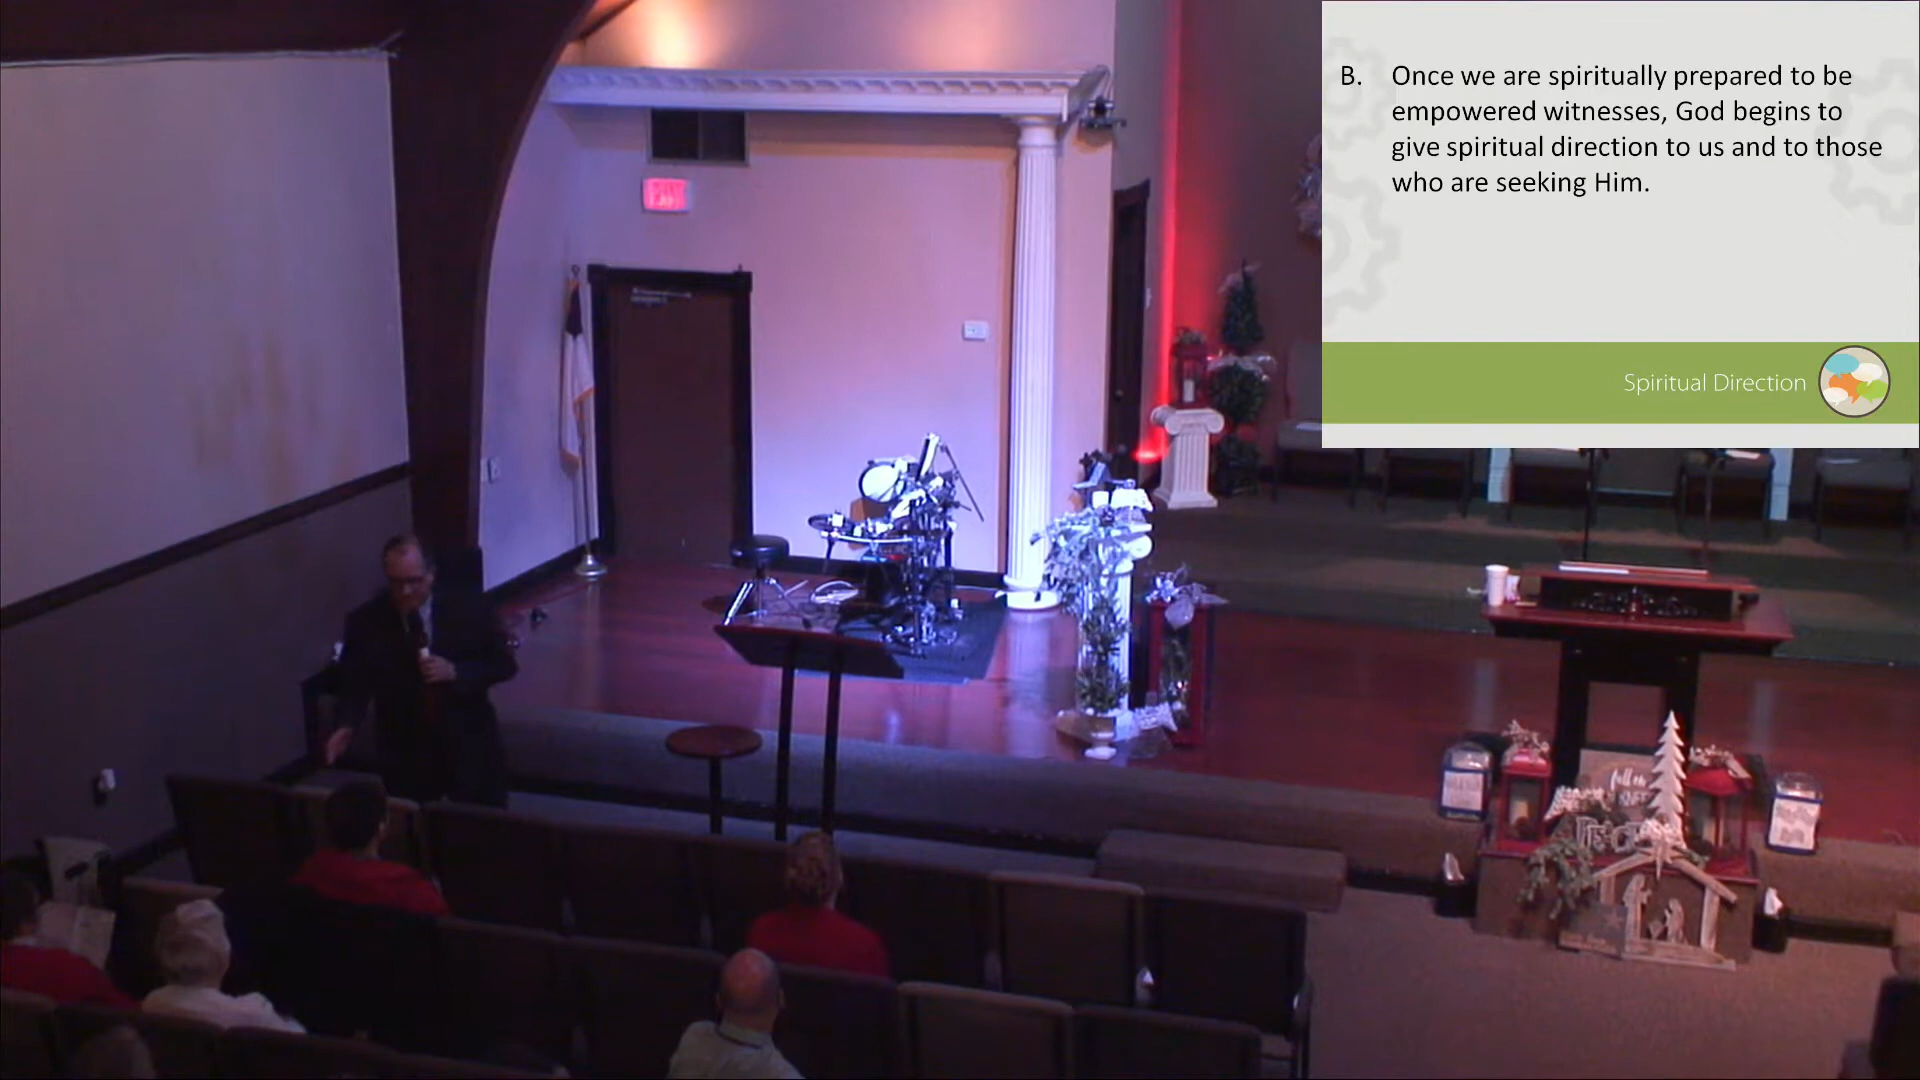 B. Once we are spiritually prepared to be
empowered witnesses, God begins to
give spiritual direction to us and to those
who are seeking Him.
Spiritual Direction
EXIT